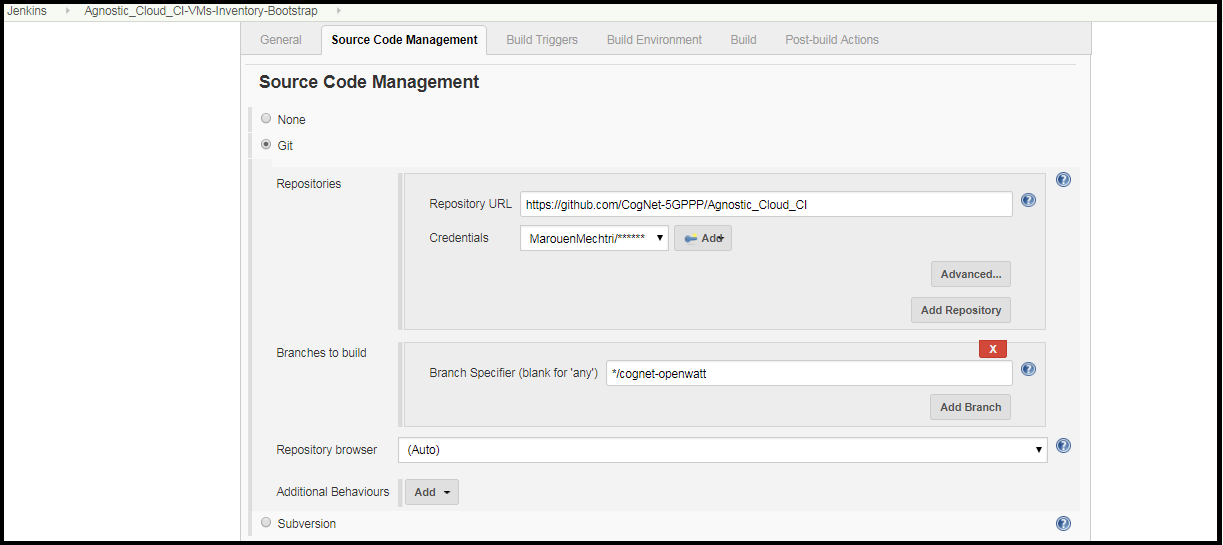 Jenkins Agnostic_Cloud_CI-VMs-Inventory-Bootstrap
General Source Code Management Build Triggers Build Environment Build Post-build Actions
Source Code Management
None
Git
Repositories
Repository URL https://github.com/CogNet-5GPPP/Agnostic_Cloud_CI
Credentials MarouenMechtri/****** Add
Advanced...
Add Repository
Branches to build
X
Branch Specifier (blank for 'any') */cognet-openwatt
Add Branch
Repository browser (Auto)
Additional Behaviours Add
Subversion